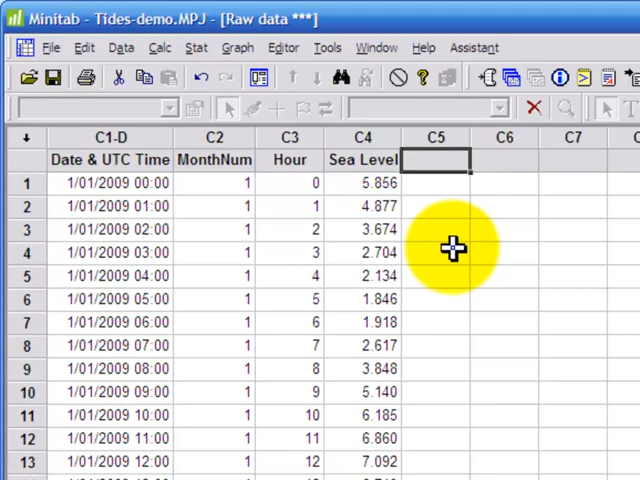 Minitab - Tides-demo.MPJ - [Raw data ***]
File Edit Data Calc Stat Graph Editor Tools Window Help Assistant
C1-D C2 C3 C4 C5 C6 C7
Date & UTC Time MonthNum Hour Sea Level
1 1/01/2009 00:00 1 0 5.856
2 1/01/2009 01:00 1 1 4.877
3 1/01/2009 02:00 1 2 3.674
4 1/01/2009 03:00 1 3 2.704
5 1/01/2009 04:00 1 4 2.134
6 1/01/2009 05:00 1 5 1.846
7 1/01/2009 06:00 1 6 1.918
8 1/01/2009 07:00 1 7 2.617
9 1/01/2009 08:00 1 8 3.848
10 1/01/2009 09:00 1 9 5.140
11 1/01/2009 10:00 1 10 6.185
12 1/01/2009 11:00 1 11 6.860
13 1/01/2009 12:00 1 12 7.092